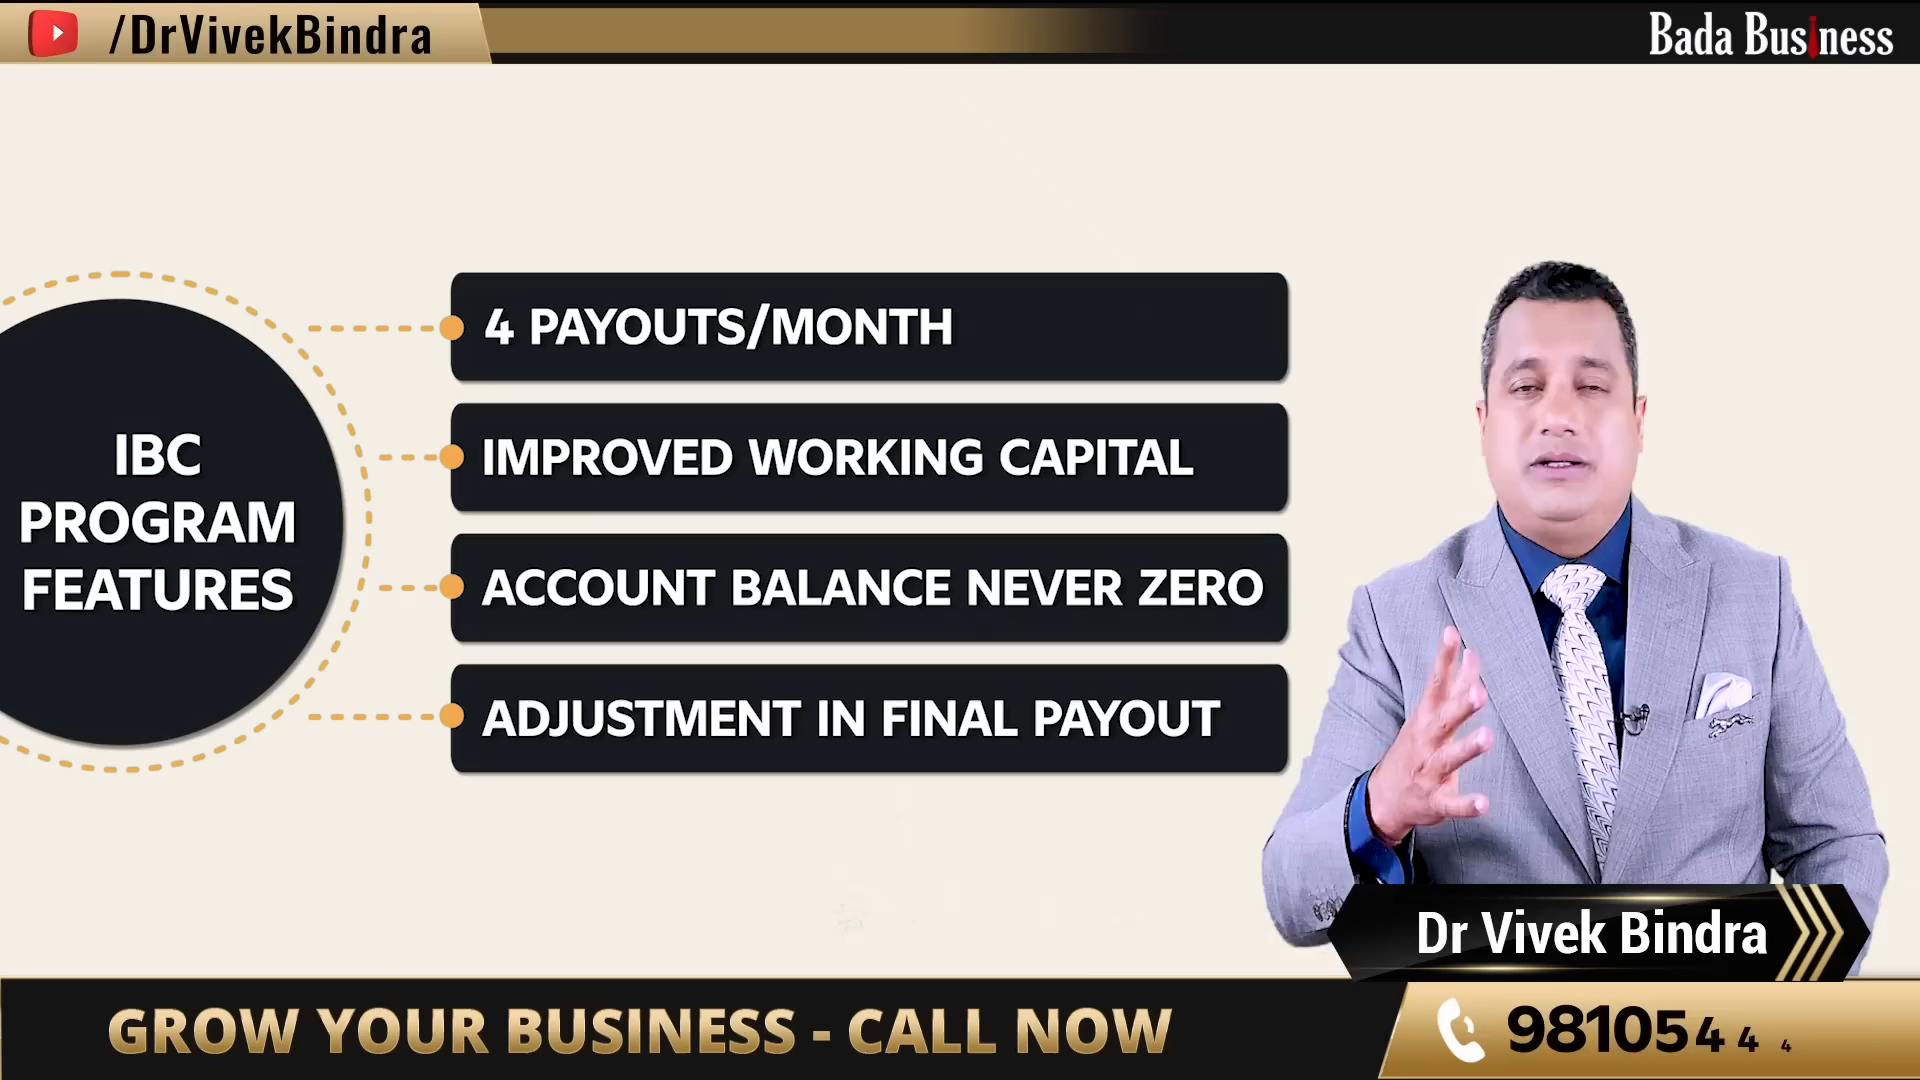 /DrVivekBindra
Bada Business
IBC
PROGRAM
FEATURES
4 PAYOUTS/MONTH
IMPROVED WORKING CAPITAL
ACCOUNT BALANCE NEVER ZERO
ADJUSTMENT IN FINAL PAYOUT
Dr Vivek Bindra
GROW YOUR BUSINESS - CALL NOW
98105444